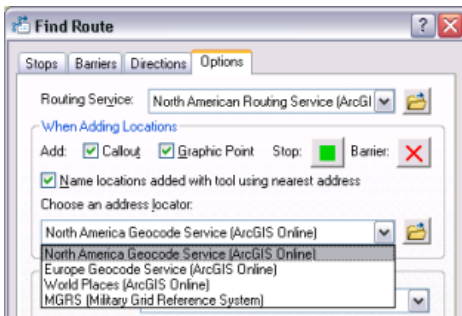 Find Route
Stops Barriers Directions Options
Routing Service: North American Routing Service (ArcGI
When Adding Locations
Add: Callout Graphic Point Stop: Barrier:
Name locations added with tool using nearest address
Choose an address locator:
North America Geocode Service (ArcGIS Online)
North America Geocode Service (ArcGIS Online)
Europe Geocode Service (ArcGIS Online)
World Places (ArcGIS Online)
MGRS (Military Grid Reference System)